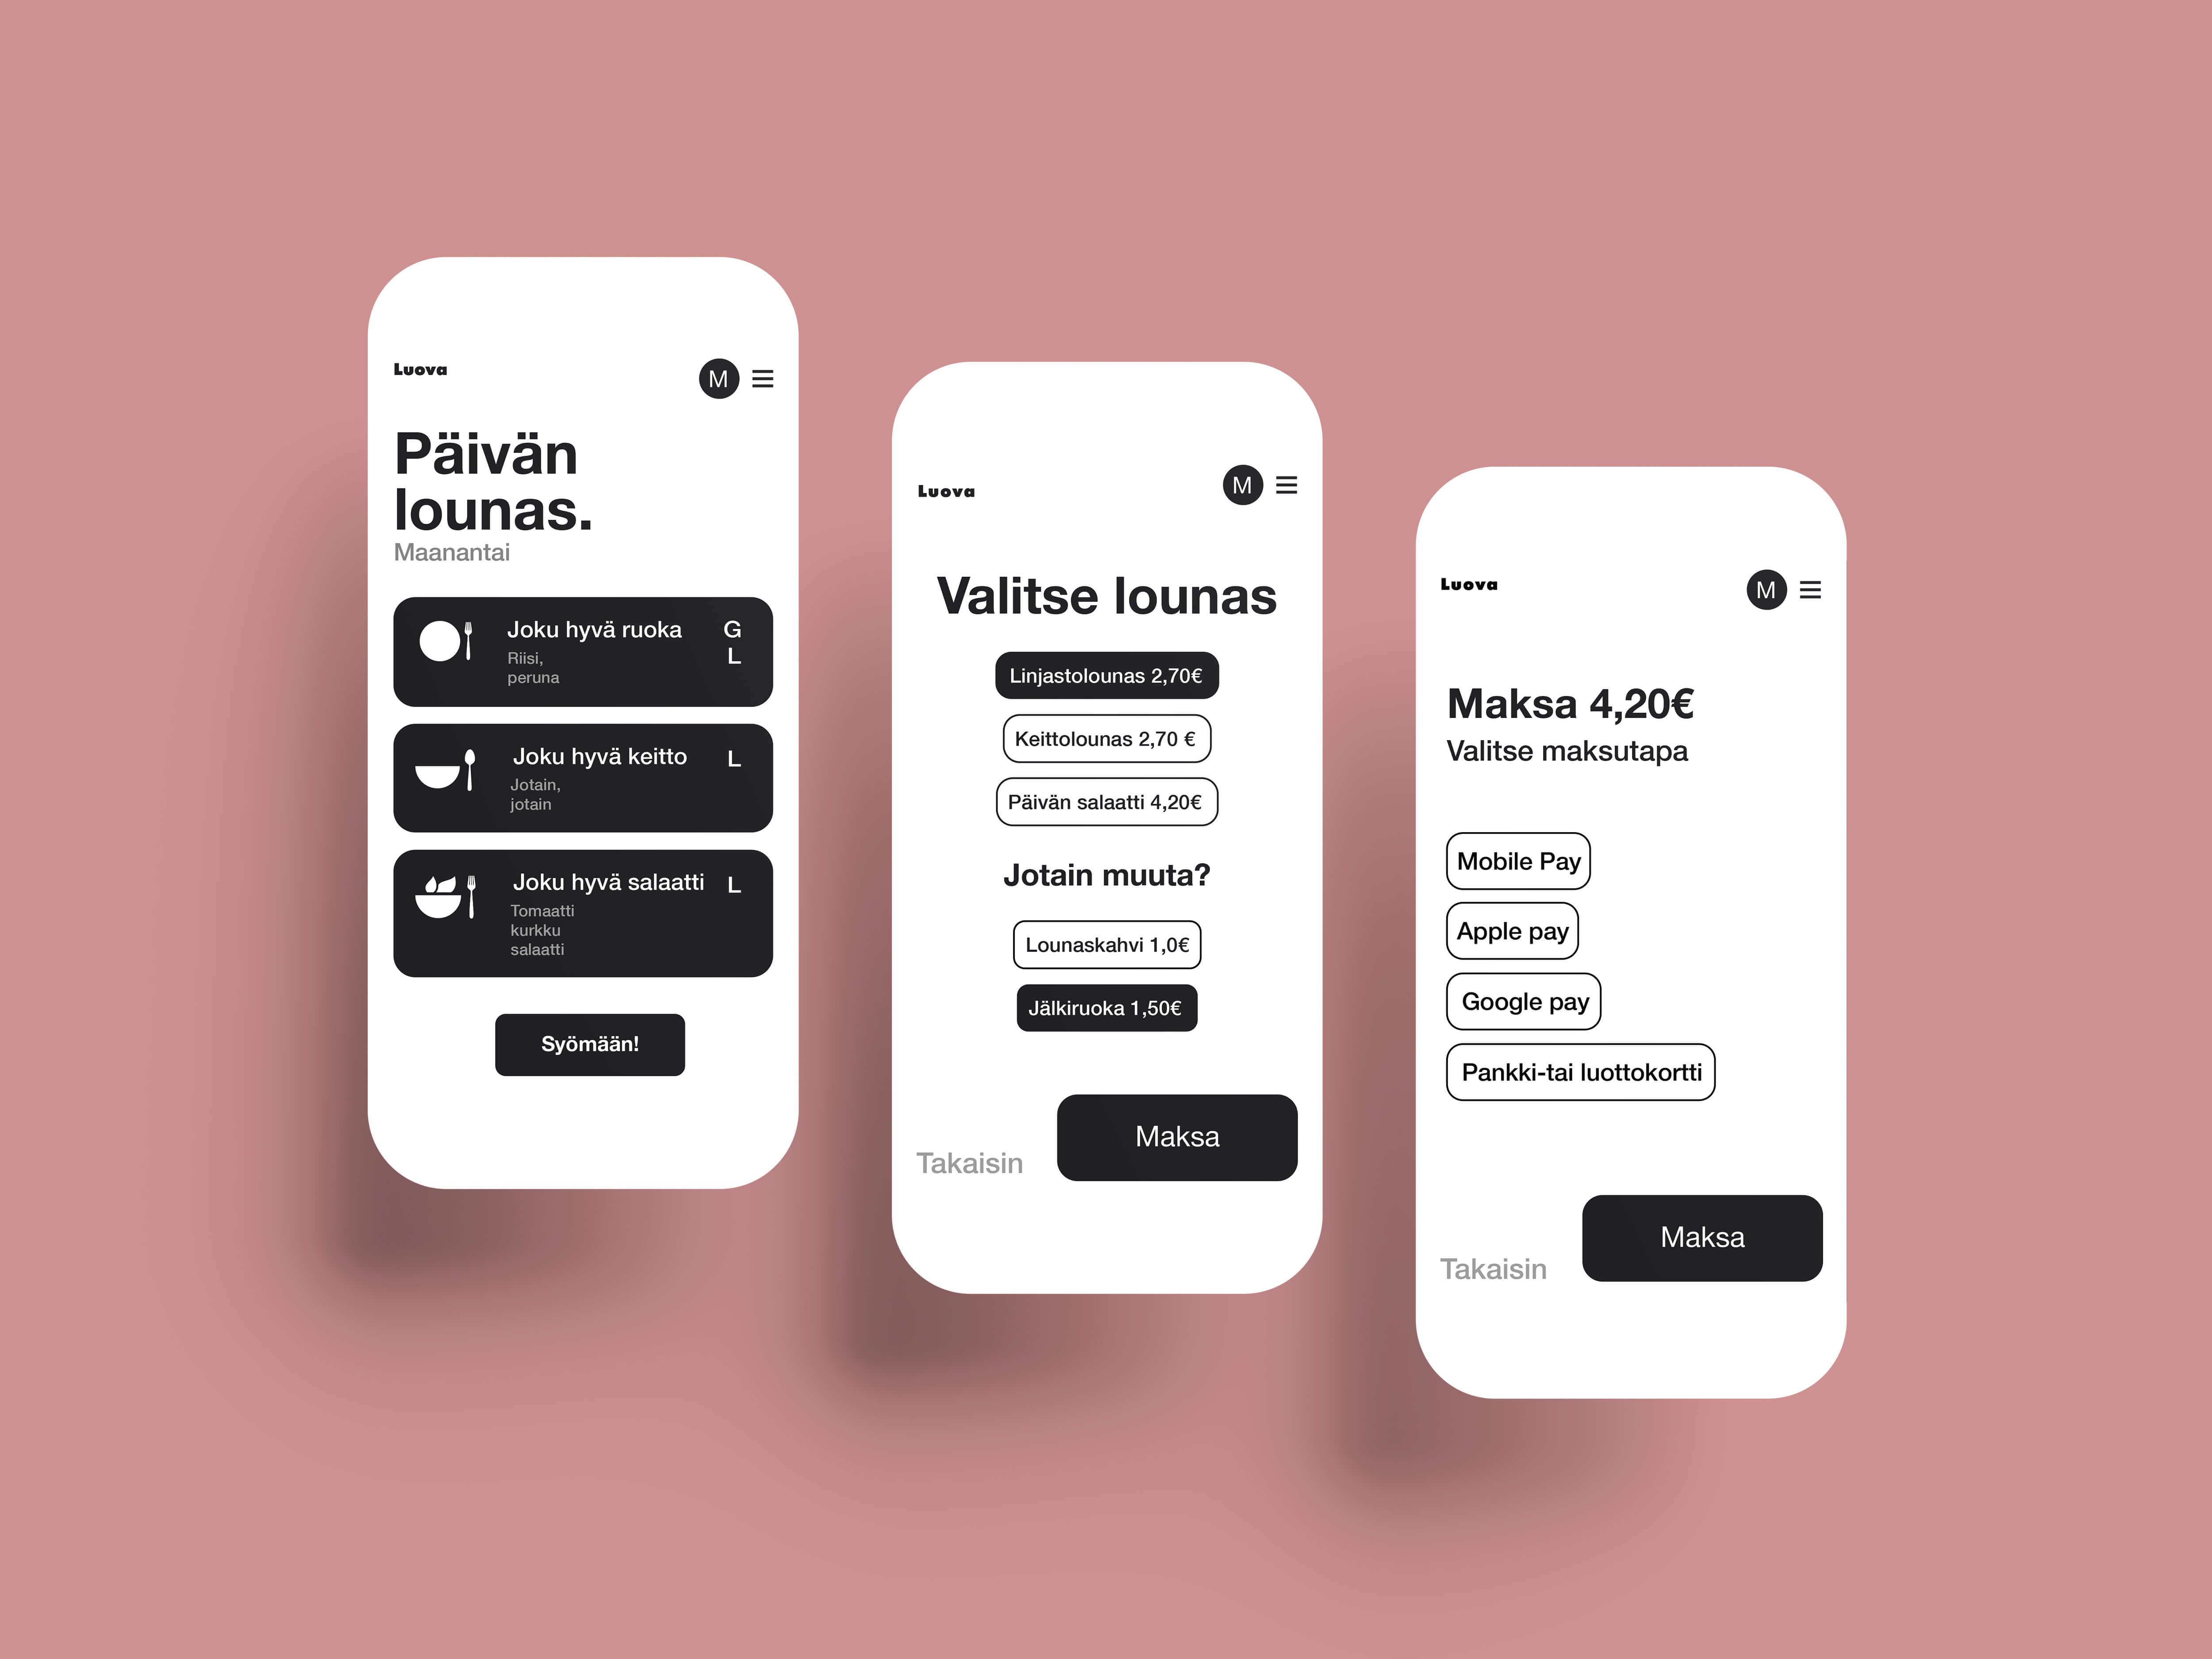 Luova
M
Päivän
lounas.
Maanantai
Joku hyvä ruoka
G
L
Riisi,
peruna
Joku hyvä keitto
L
Jotain,
jotain
Joku hyvä salaatti
L
Tomaatti
kurkku
salaatti
Syömään!
Luova
M
Valitse lounas
Linjastolounas 2,70€
Keittolounas 2,70 €
Päivän salaatti 4,20€
Jotain muuta?
Lounaskahvi 1,0€
Jälkiruoka 1,50€
Takaisin
Maksa
Luova
M
Maksa 4,20€
Valitse maksutapa
Mobile Pay
Apple pay
Google pay
Pankki-tai luottokortti
Takaisin
Maksa